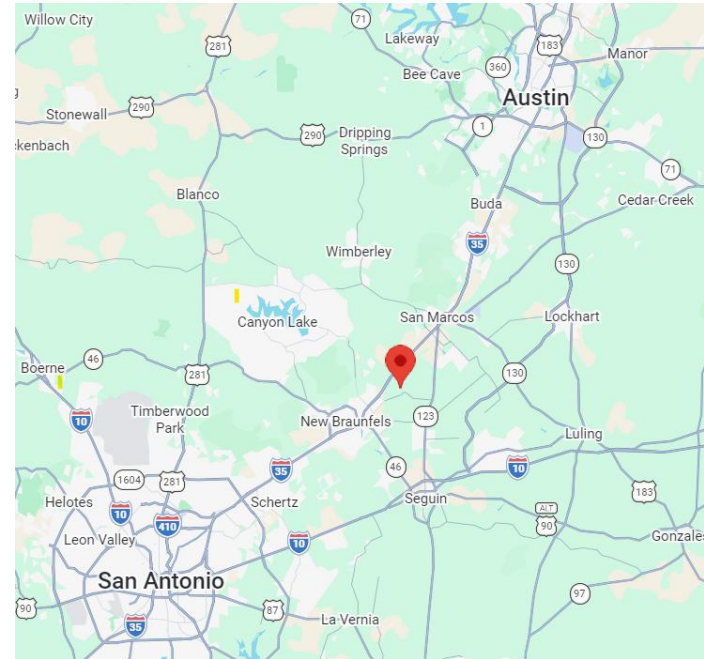 Willow City
281
71
Lakeway
183
Manor
Bee Cave
360
Austin
290
Stonewall
ckenbach
290
Dripping
Springs
1
130
71
Blanco
Buda
Cedar Creek
35
Wimberley
130
Canyon Lake
San Marcos
Lockhart
46
Boerne
281
130
10
Timberwood
Park
New Braunfels
123
Luling
1604
281
35
46
10
Helotes
Schertz
Seguin
183
10
410
ALT
90
Leon Valley
10
Gonzales
San Antonio
97
90
87
La Vernia
35